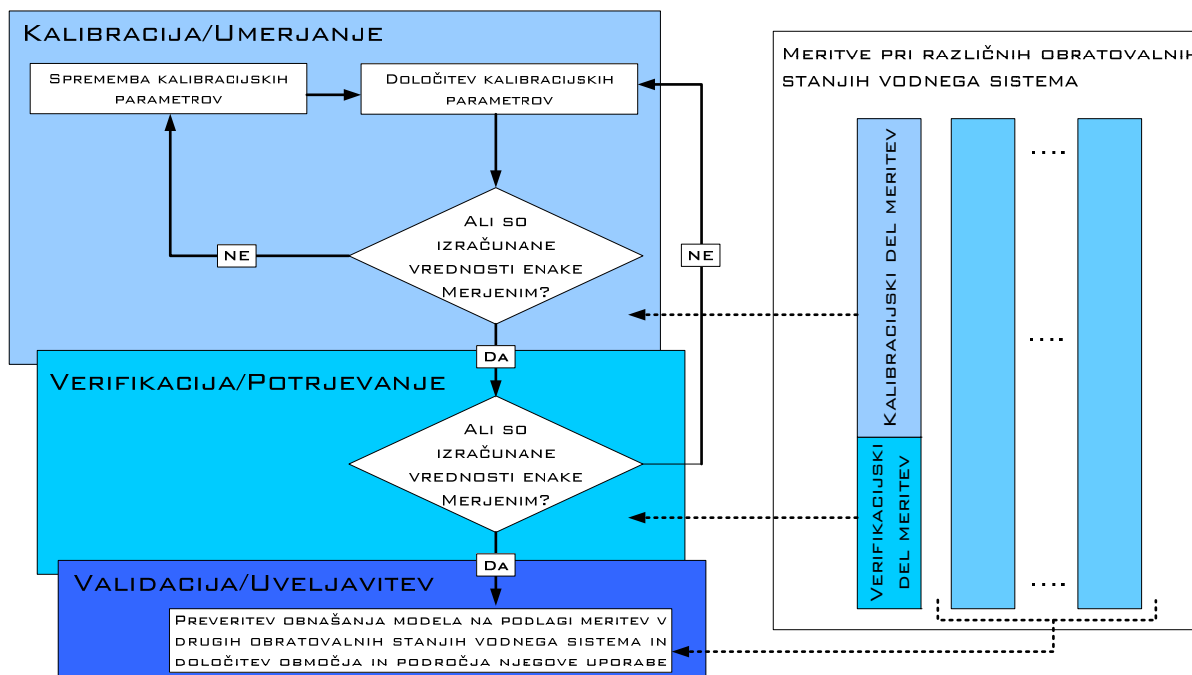 Kalibracija/Umerjanje
Sprememba kalibracijskih
parametrov
Določitev kalibracijskih
parametrov
Ali so
izračunane
vrednosti enake
Merjenim?
NE
NE
Da
Verifikacija/Potrjevanje
Ali so
izračunane
vrednosti enake
Merjenim?
Da
Validacija/Uveljavitev
Preveritev obnašanja modela na podlagi meritev v
drugih obratovalnih stanjih vodnega sistema in
določitev območja in področja njegove uporabe
Meritve pri različnih obratovalnih
stanjih vodnega sistema
Kalibracijski del meritev
Verifikacijski
del meritev
....
....
....